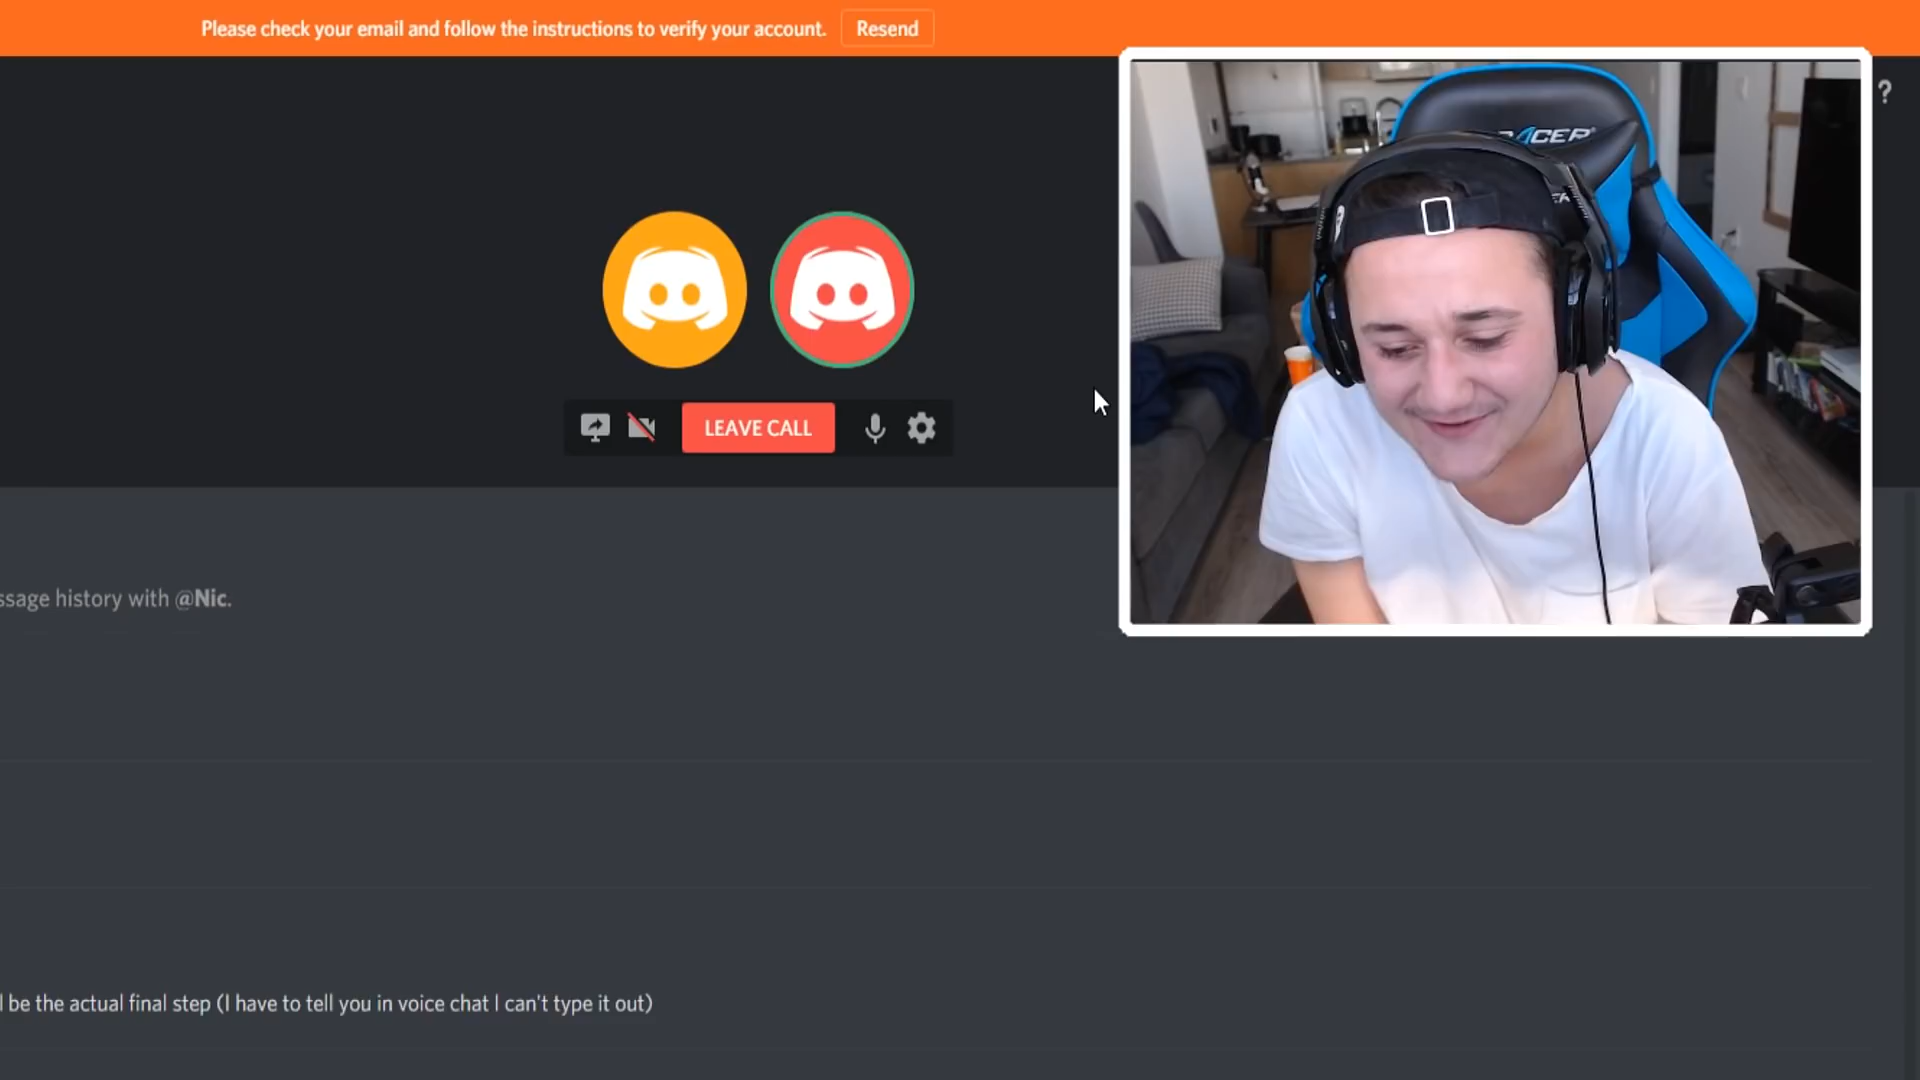 Please check your email and follow the instructions to verify your account.
Resend
?
LEAVE CALL
ssage history with @Nic.
l be the actual final step (I have to tell you in voice chat I can't type it out)